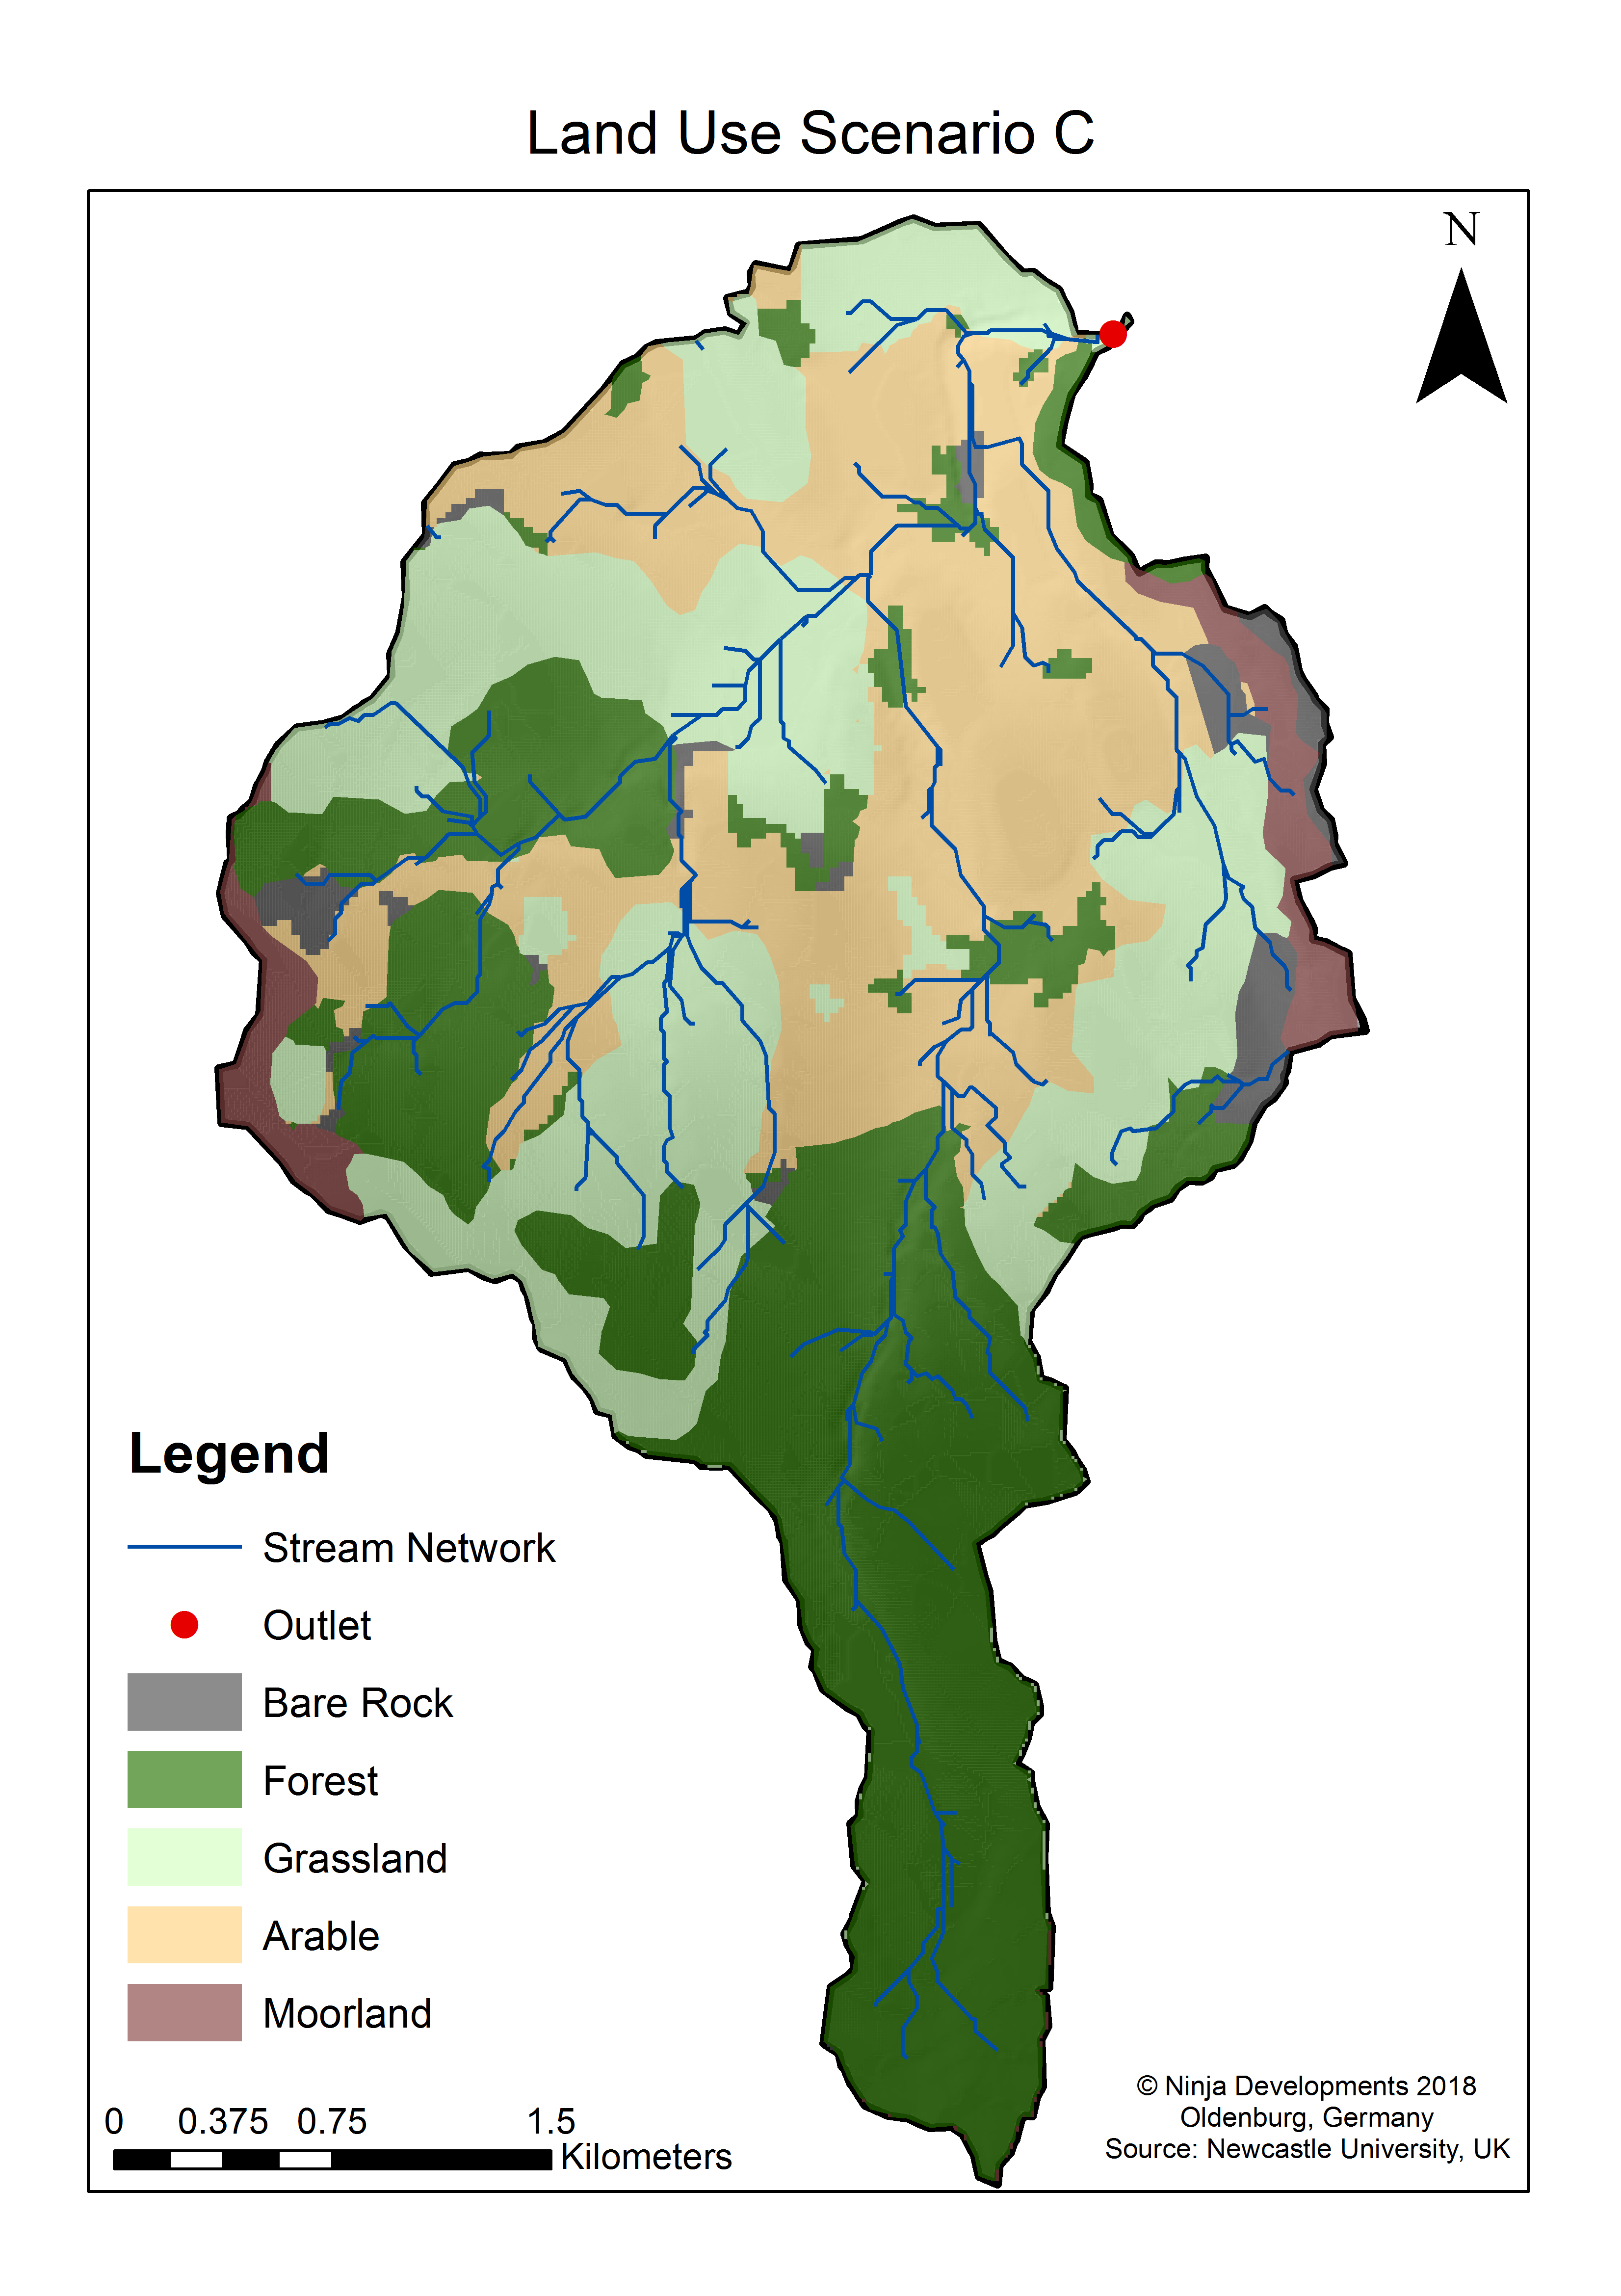 Land Use Scenario C
N
Legend
Stream Network
Outlet
Bare Rock
Forest
Grassland
Arable
Moorland
0 0.375 0.75 1.5
Kilometers
© Ninja Developments 2018
Oldenburg, Germany
Source: Newcastle University, UK